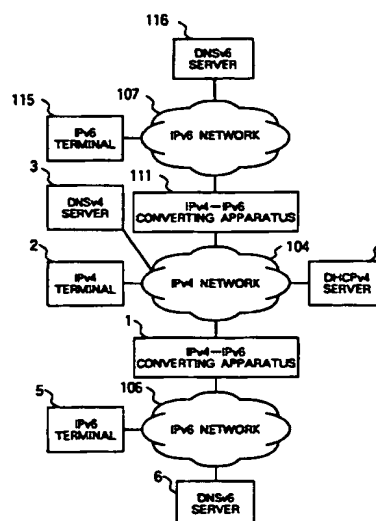 116
DNSv6
SERVER
115
107
IPv6
TERMINAL
IPv6 NETWORK
3
111
DNSv4
SERVER
IPv4-IPv6
CONVERTING APPARATUS
2
104
IPv4
TERMINAL
IPv4 NETWORK
DHCPv4
SERVER
1
IPv4-IPv6
CONVERTING APPARATUS
5
106
IPv6
TERMINAL
IPv6 NETWORK
6
DNSv6
SERVER